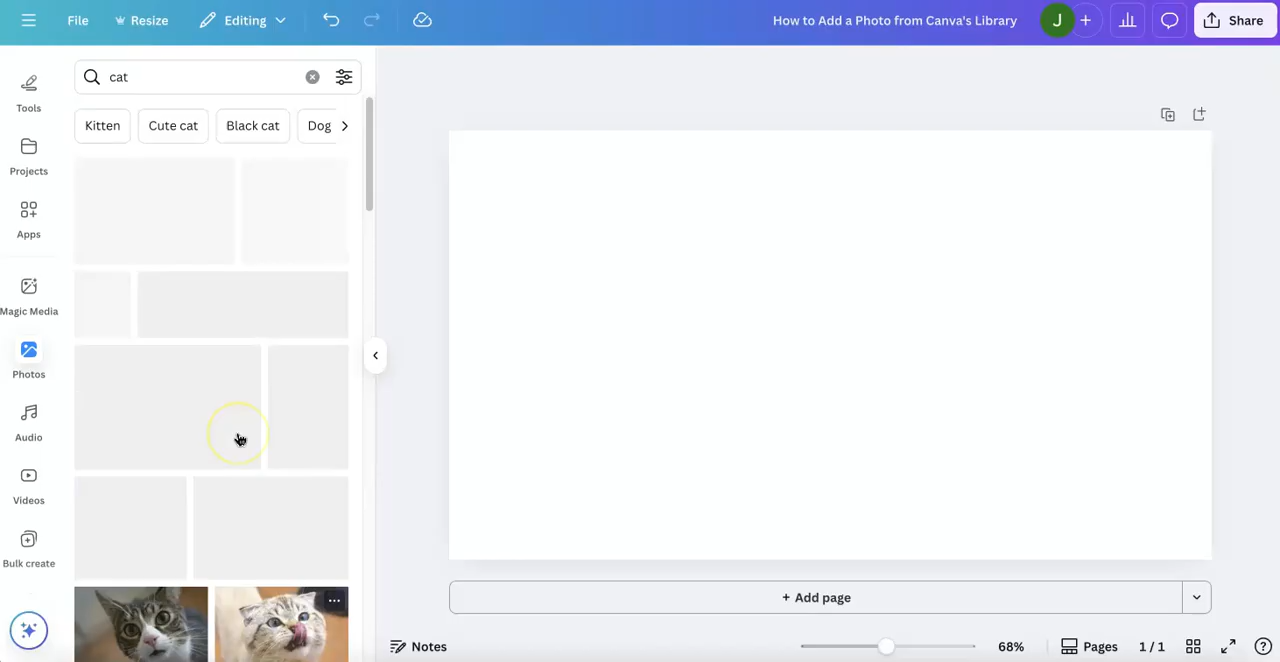 File
Resize
Editing
How to Add a Photo from Canva's Library
J
+
Share
cat
Kitten
Cute cat
Black cat
Dog
Tools
Projects
Apps
Magic Media
Photos
Audio
Videos
Bulk create
+ Add page
Notes
68%
Pages
1 / 1
?